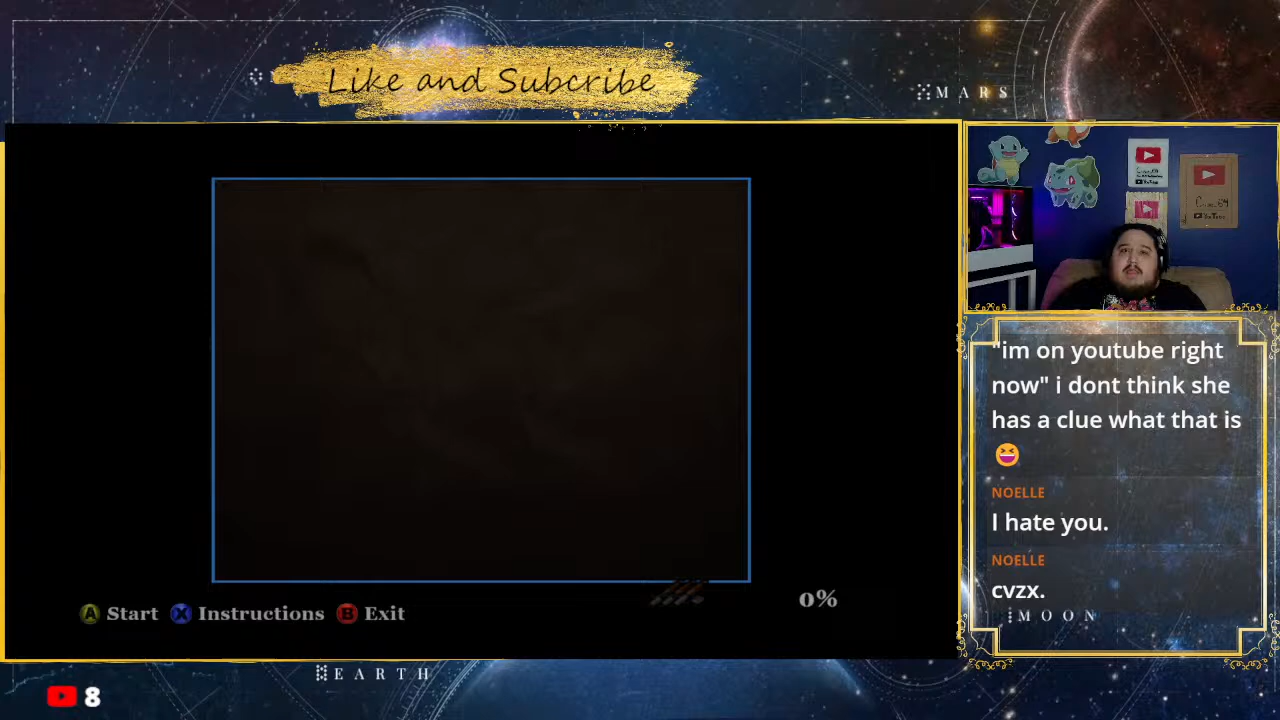 Like and Subcribe
MARS
"im on youtube right
now" i dont think she
has a clue what that is
😆
NOELLE
I hate you.
NOELLE
cvzx.
MOON
A Start X Instructions B Exit
0%
EARTH
8